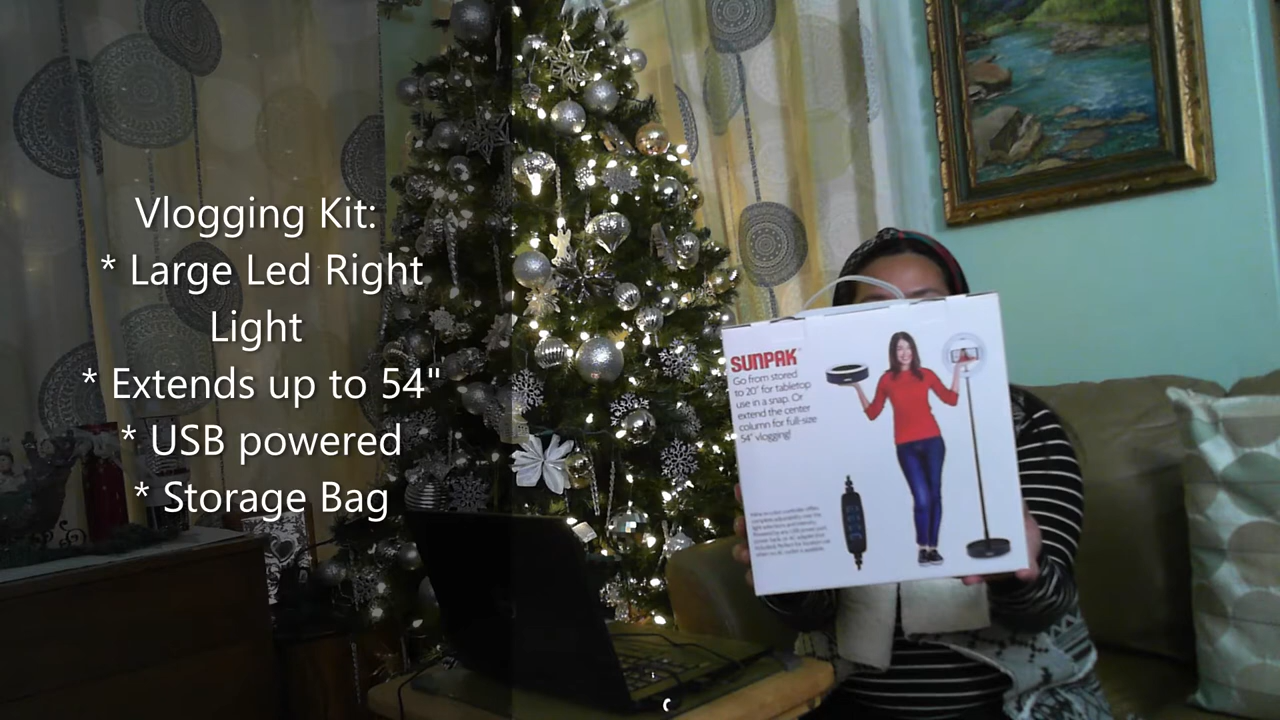 Vlogging Kit:
* Large Led Right
Light
* Extends up to 54"
* USB powered
* Storage Bag
SUNPAK
Go from stored
to 20" for tabletop
use in a snap. Or
extend the center
column for full-size
54" vlogging!